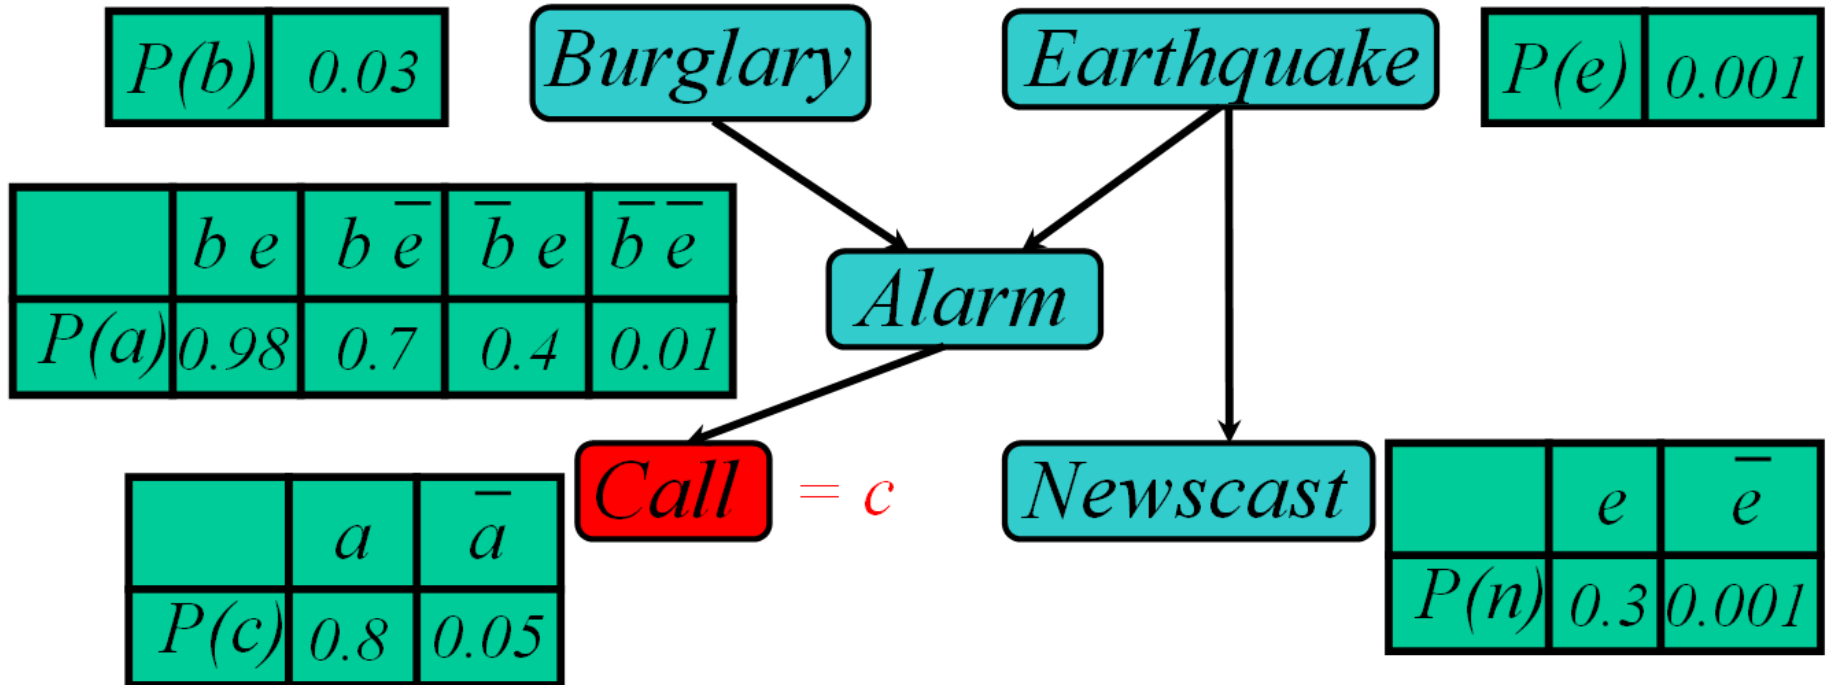 P(b) 0.03
Burglary
Earthquake
P(e) 0.001
b e b e̅ b̅ e b̅ e̅
P(a) 0.98 0.7 0.4 0.01
Alarm
Call = c
Newscast
a a̅
P(c) 0.8 0.05
e e̅
P(n) 0.3 0.001